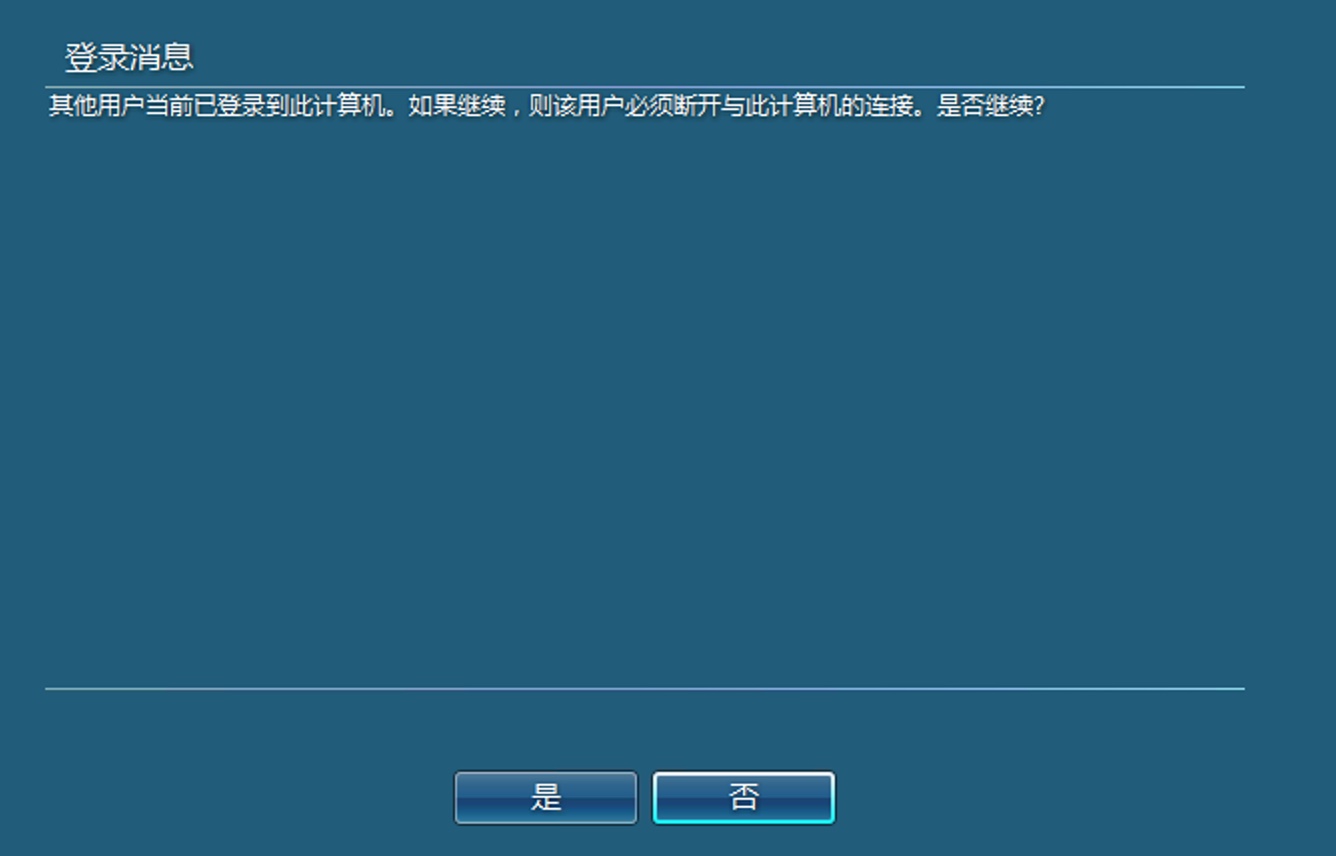 登录消息
其他用户当前已登录到此计算机。如果继续，则该用户必须断开与此计算机的连接。是否继续?
是
否